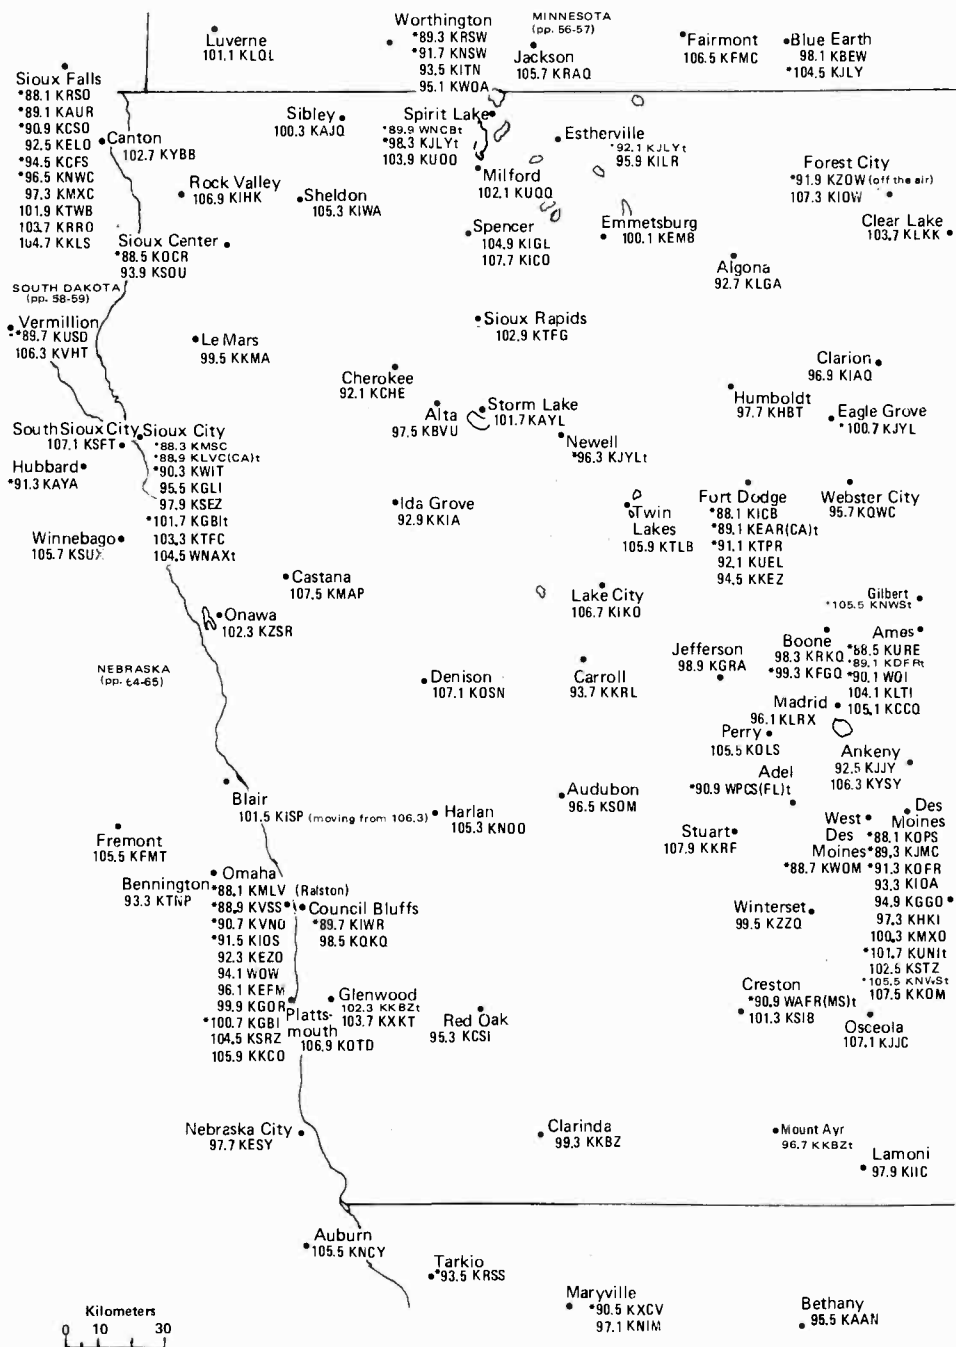 MINNESOTA
(pp. 56-57)
Luverne
101.1 KLQL
Worthington
*89.3 KRSW
*91.7 KNSW
93.5 KITN
95.1 KWOA
Jackson
105.7 KRAQ
Fairmont
106.5 KFMC
Blue Earth
98.1 KBEW
*104.5 KJLY
Sioux Falls
*88.1 KRSD
*89.1 KAUR
*90.9 KCSD
92.5 KELO
*94.5 KCFS
*96.5 KNWC
97.3 KMXC
101.9 KTWB
103.7 KRRO
104.7 KKLS
Canton
102.7 KYBB
Sibley
100.3 KAJQ
Spirit Lake
*89.9 WNCBt
*98.3 KJLYt
103.9 KUOO
Estherville
*92.1 KJLYt
95.9 KILR
Forest City
*91.9 KZOW (off the air)
107.3 KIOW
Rock Valley
106.9 KIHK
Sheldon
105.3 KIWA
Milford
102.1 KUQQ
Clear Lake
103.7 KLKK
Sioux Center
*88.5 KDCR
93.9 KSOU
Spencer
104.9 KIGL
107.7 KICD
Emmetsburg
100.1 KEMB
Algona
92.7 KLGA
SOUTH DAKOTA
(pp. 58-59)
Vermillion
*89.7 KUSD
106.3 KVHT
Le Mars
99.5 KKMA
Sioux Rapids
102.9 KTFG
Cherokee
92.1 KCHE
Clarion
96.9 KIAQ
Humboldt
97.7 KHBT
Alta
97.5 KBVU
Storm Lake
101.7 KAYL
Eagle Grove
*100.7 KJYL
South Sioux City
107.1 KSFT
Sioux City
*88.3 KMSC
*88.9 KLVC(CA)t
*90.3 KWIT
95.5 KGLI
97.9 KSEZ
*101.7 KGBIt
103.3 KTFC
104.5 WNAXt
Newell
*96.3 KJYLt
Hubbard
*91.3 KAYA
Ida Grove
92.9 KKIA
Twin
Lakes
105.9 KTLB
Fort Dodge
*88.1 KICB
*89.1 KEAR(CA)t
*91.1 KTPR
92.1 KUEL
94.5 KKEZ
Webster City
95.7 KQWC
Winnebago
105.7 KSUX
Castana
107.5 KMAP
Lake City
106.7 KIKD
Gilbert
*105.5 KNWSt
Onawa
102.3 KZSR
Boone
98.3 KRKQ
*99.3 KFGQ
Ames
*88.5 KURE
*89.1 KDFRt
*90.1 WOI
104.1 KLTI
105.1 KCCQ
Jefferson
98.9 KGRA
NEBRASKA
(pp. 64-65)
Denison
107.1 KDSN
Carroll
93.7 KKRL
Madrid
96.1 KLRX
Perry
105.5 KDLS
Ankeny
92.5 KJJY
106.3 KYSY
Adel
*90.9 WPCS(FL)t
Blair
101.5 KISP (moving from 106.3)
Harlan
105.3 KNOD
Audubon
96.5 KSOM
Stuart
107.9 KKRF
West
Des
Moines
*88.7 KWDM
Des
Moines
*88.1 KDPS
*89.3 KJMC
*91.3 KDFR
93.3 KIOA
94.9 KGGO
97.3 KHKI
100.3 KMXD
*101.7 KUNIt
102.5 KSTZ
*105.5 KNWSt
107.5 KKDM
Fremont
105.5 KFMT
Bennington
93.3 KTNP
Omaha
*88.1 KMLV (Ralston)
*88.9 KVSS
*90.7 KVNO
*91.5 KIOS
92.3 KEZO
94.1 WOW
96.1 KEFM
99.9 KGOR
*100.7 KGBI
104.5 KSRZ
105.9 KKCD
Council Bluffs
*89.7 KIWR
98.5 KQKQ
Winterset
99.5 KZZQ
Creston
*90.9 WAFR(MS)t
101.3 KSIB
Glenwood
102.3 KKBZt
103.7 KXKT
Platts-
mouth
106.9 KOTD
Red Oak
95.3 KCSI
Osceola
107.1 KJJC
Nebraska City
97.7 KESY
Clarinda
99.3 KKBZ
Mount Ayr
96.7 KKBZt
Lamoni
97.9 KIIC
Auburn
105.5 KNCY
Tarkio
*93.5 KRSS
Maryville
*90.5 KXCV
97.1 KNIM
Bethany
95.5 KAAN
Kilometers
0 10 30